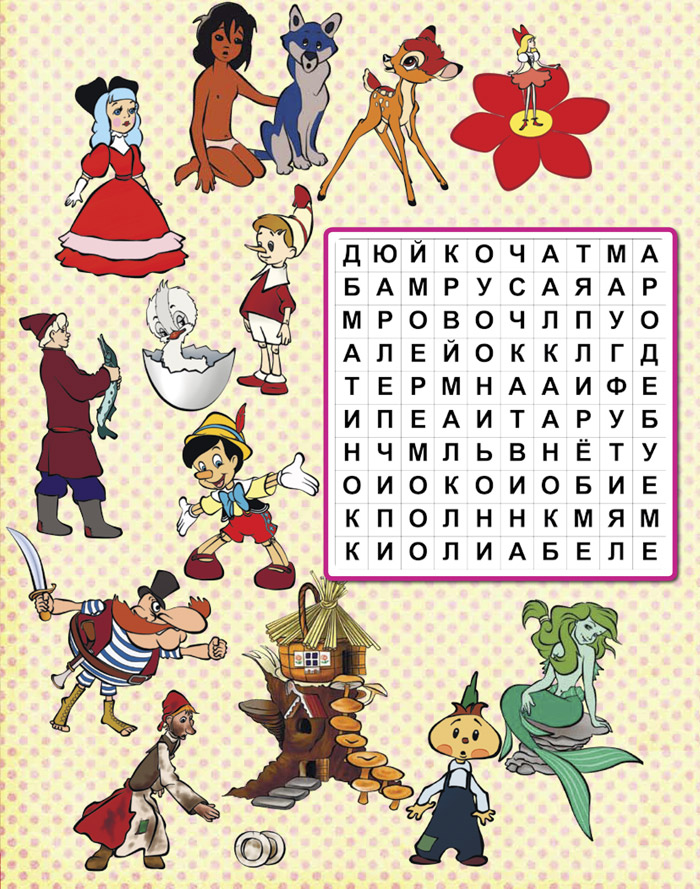 Д Ю Й К О Ч А Т М А
Б А М Р У С А Я А Р
М Р О В О Ч Л П У О
А Л Е Й О К К Л Г Д
Т Е Р М Н А А И Ф Е
И П Е А И Т А Р У Б
Н Ч М Л Ь В Н Ё Т У
О И О К О И О Б И Е
К П О Л Н Н К М Я М
К И О Л И А Б Е Л Е